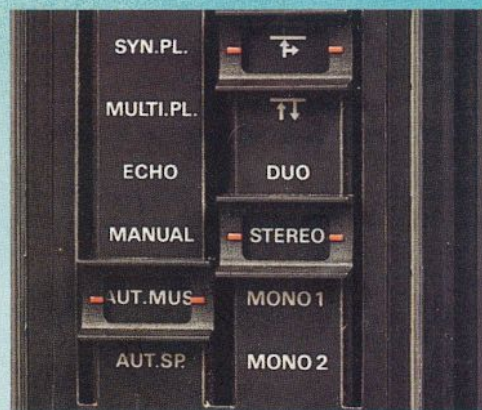 SYN.PL.
MULTI.PL.
ECHO
MANUAL
AUT.MUS
AUT.SP.
DUO
STEREO
MONO 1
MONO 2